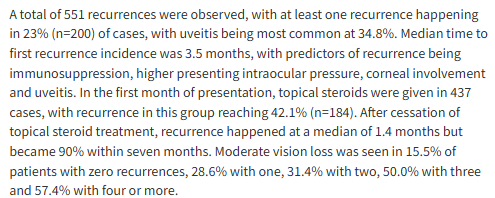 A total of 551 recurrences were observed, with at least one recurrence happening
in 23% (n=200) of cases, with uveitis being most common at 34.8%. Median time to
first recurrence incidence was 3.5 months, with predictors of recurrence being
immunosuppression, higher presenting intraocular pressure, corneal involvement
and uveitis. In the first month of presentation, topical steroids were given in 437
cases, with recurrence in this group reaching 42.1% (n=184). After cessation of
topical steroid treatment, recurrence happened at a median of 1.4 months but
became 90% within seven months. Moderate vision loss was seen in 15.5% of
patients with zero recurrences, 28.6% with one, 31.4% with two, 50.0% with three
and 57.4% with four or more.